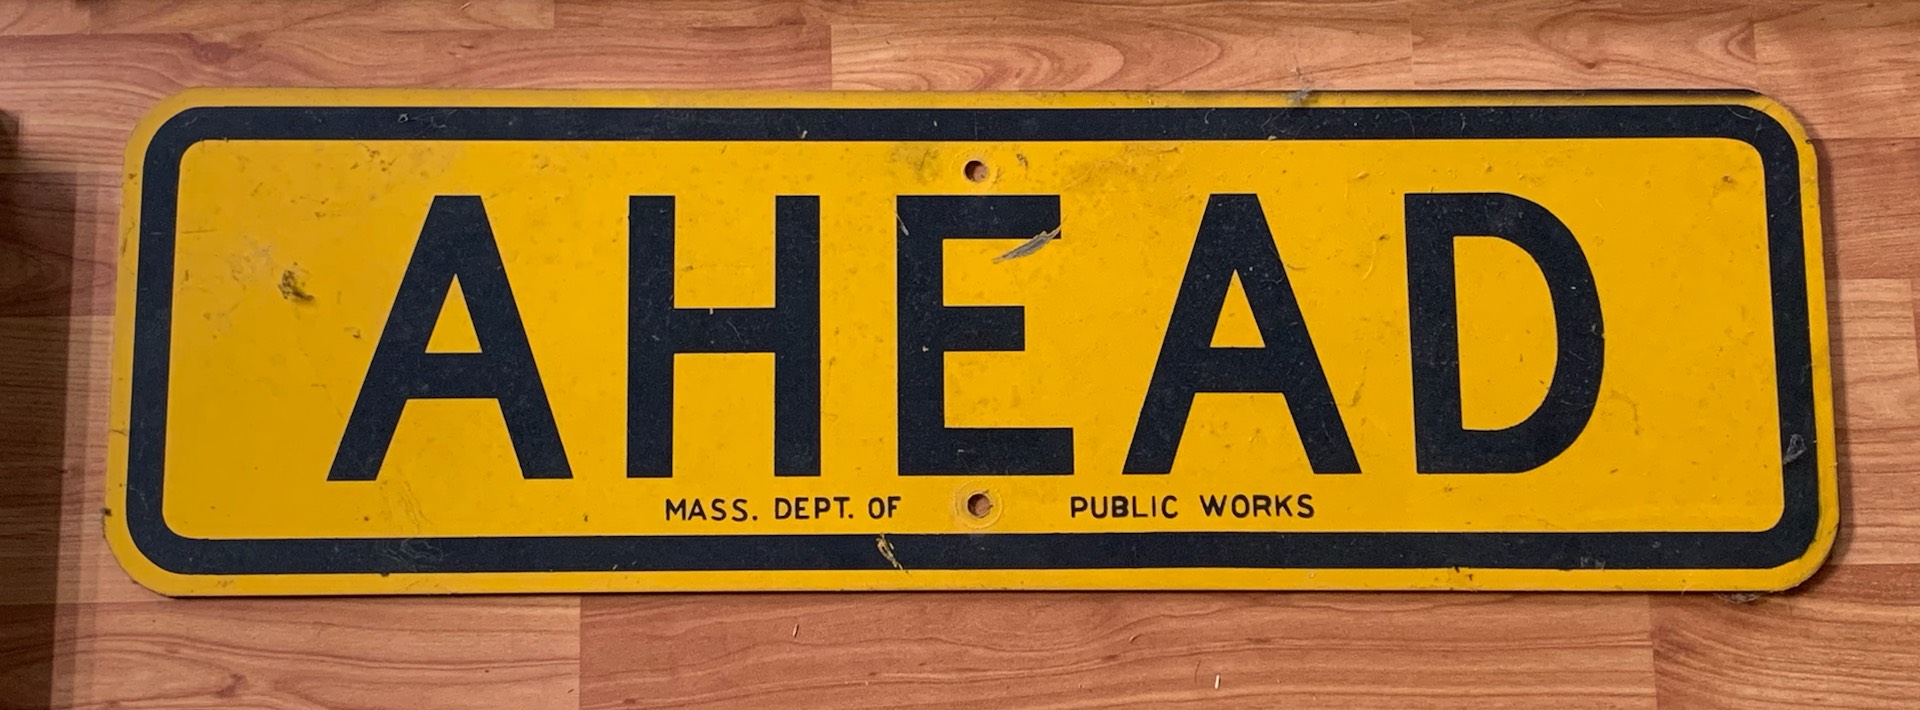 AHEAD
MASS. DEPT. OF PUBLIC WORKS